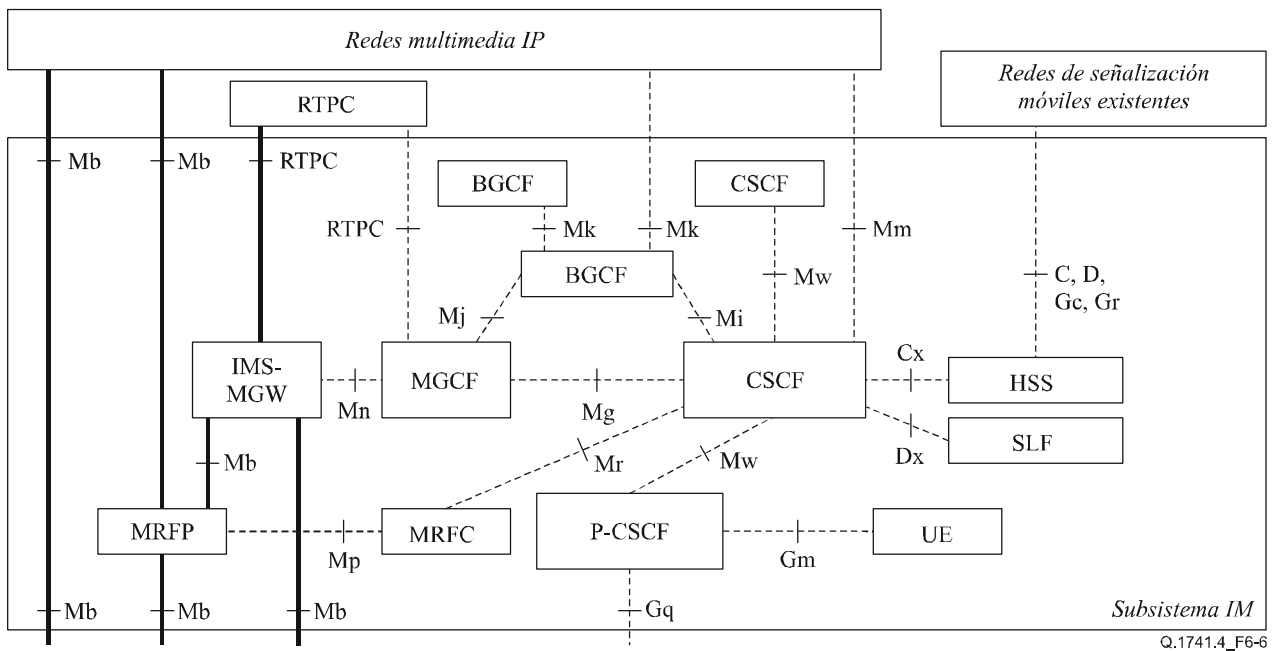 Redes multimedia IP
Redes de señalización
móviles existentes
RTPC
Mb
Mb
RTPC
BGCF
CSCF
RTPC
Mk
Mk
Mm
BGCF
Mw
C, D,
Gc, Gr
Mj
Mi
IMS-
MGW
MGCF
CSCF
Cx
HSS
Mn
Mg
SLF
Dx
Mb
Mr
Mw
MRFP
MRFC
P-CSCF
UE
Mp
Gm
Mb
Mb
Mb
Gq
Subsistema IM
Q.1741.4_F6-6